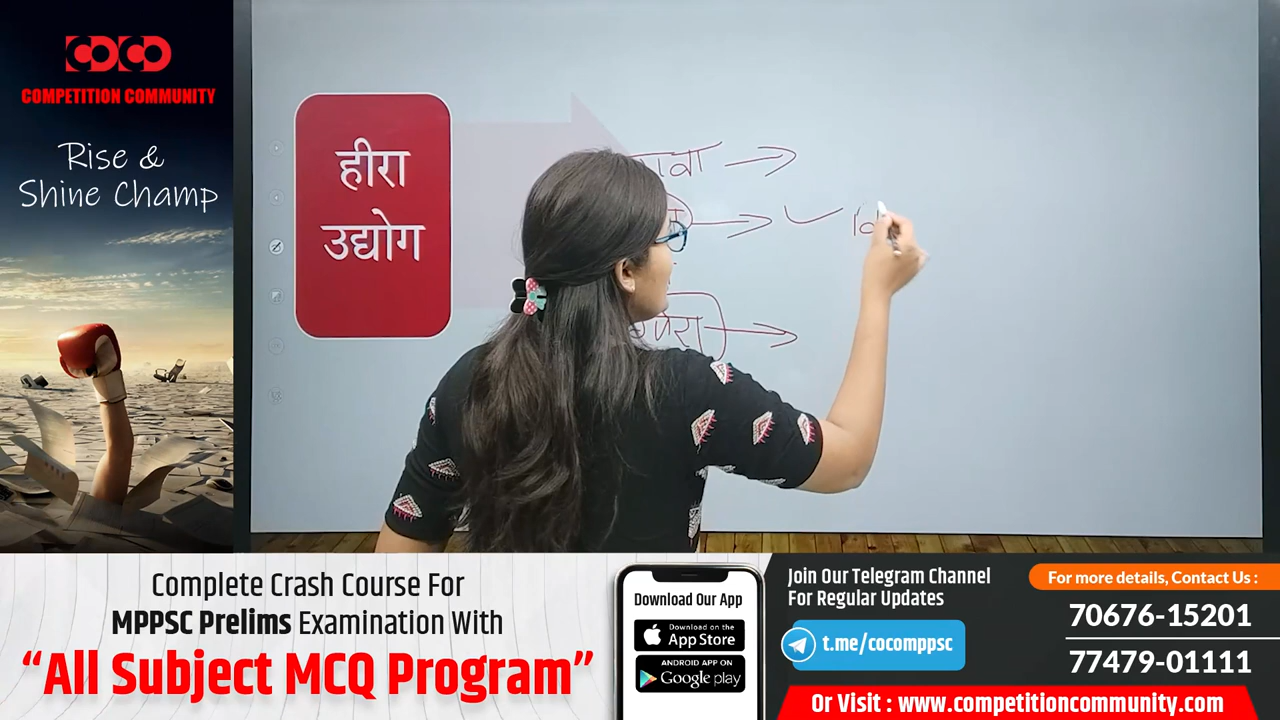 COCO
COMPETITION COMMUNITY
Rise &
Shine Champ
हीरा
उद्योग
Complete Crash Course For
MPPSC Prelims Examination With
“All Subject MCQ Program”
Download Our App
Download on the
App Store
ANDROID APP ON
Google play
Join Our Telegram Channel
For Regular Updates
t.me/cocomppsc
For more details, Contact Us :
70676-15201
77479-01111
Or Visit : www.competitioncommunity.com